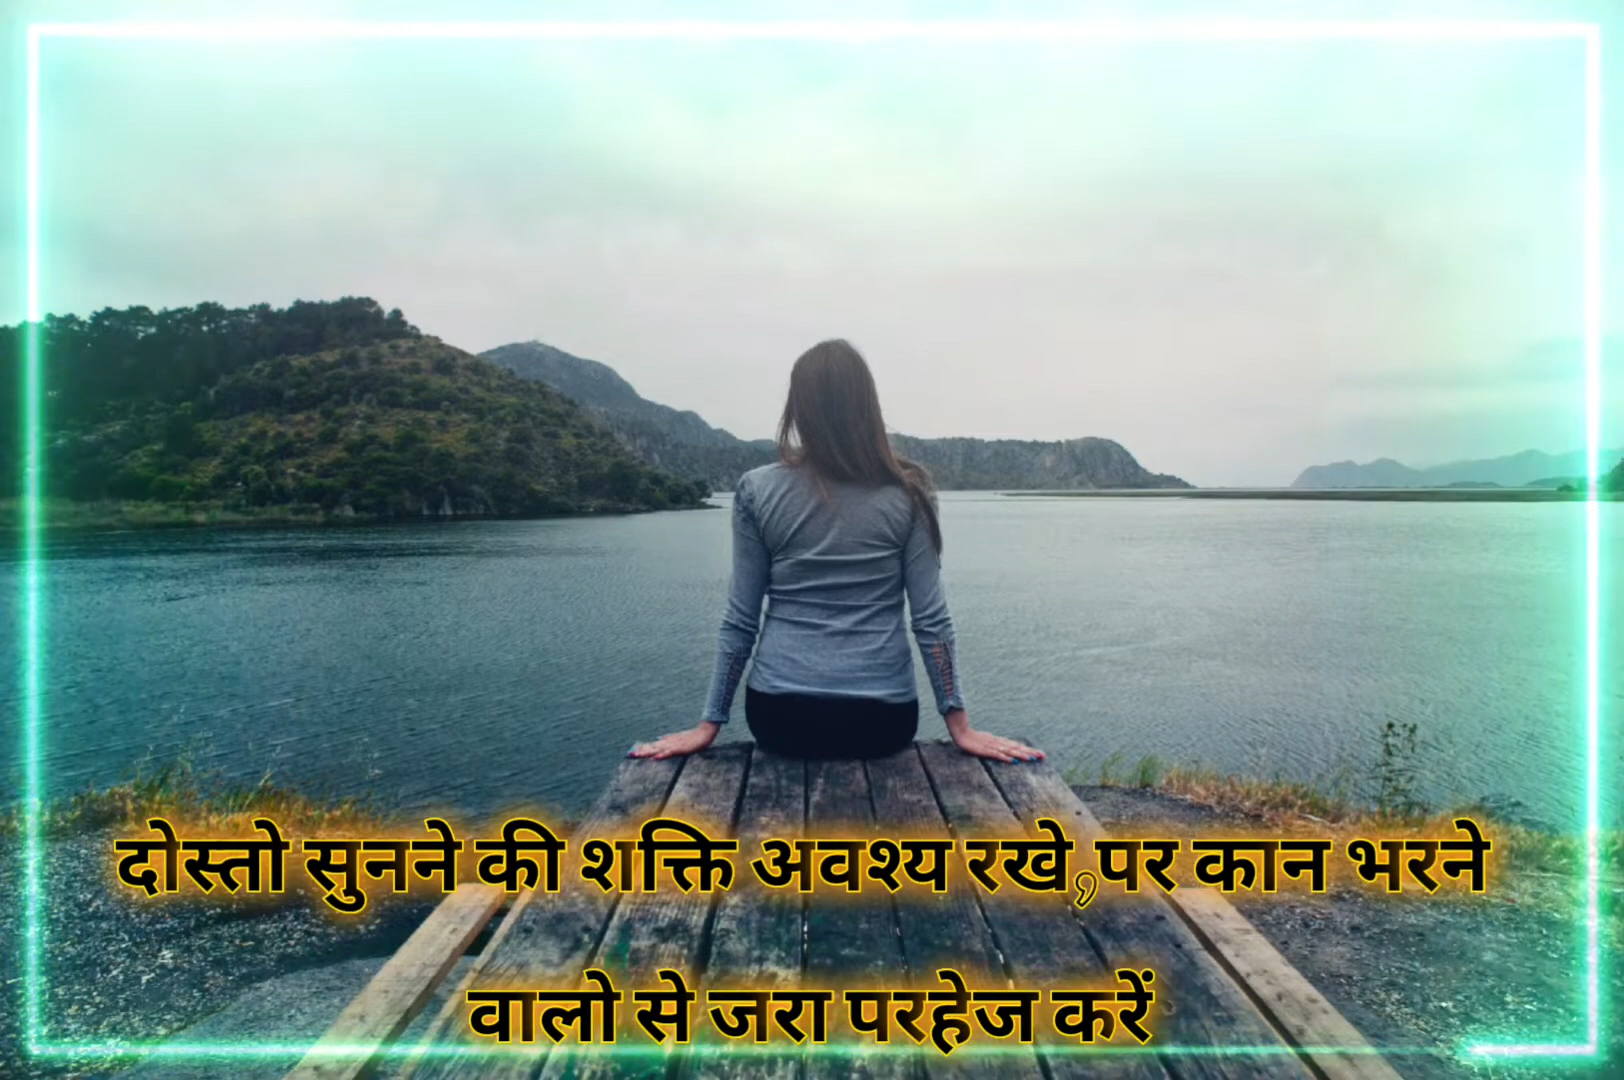 दोस्तो सुनने की शक्ति अवश्य रखे,पर कान भरने
वालो से जरा परहेज करें